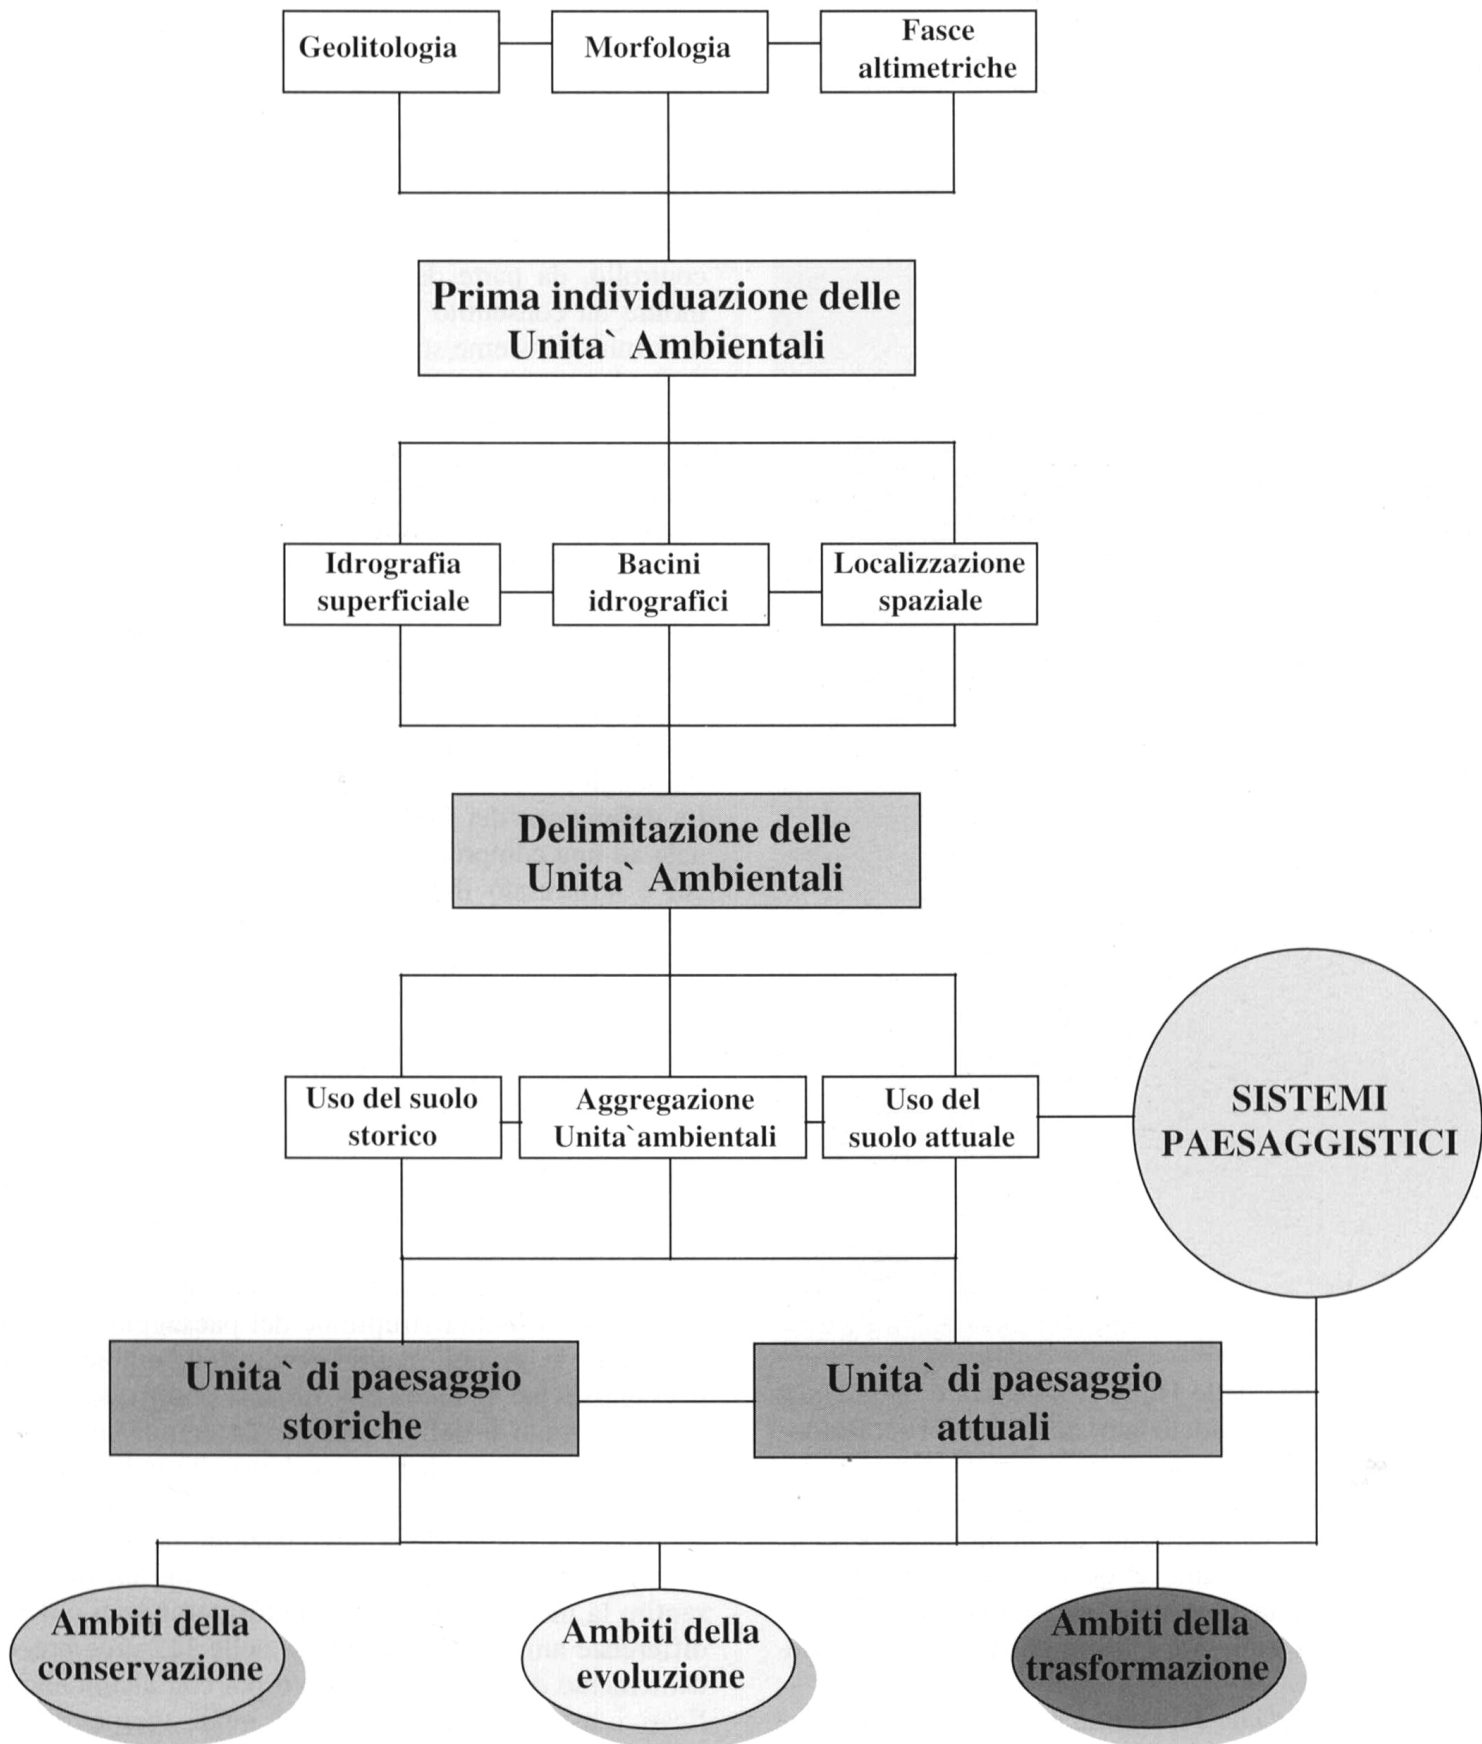 Geolitologia
Morfologia
Fasce
altimetriche
Prima individuazione delle
Unita` Ambientali
Idrografia
superficiale
Bacini
idrografici
Localizzazione
spaziale
Delimitazione delle
Unita` Ambientali
Uso del suolo
storico
Aggregazione
Unita`ambientali
Uso del
suolo attuale
SISTEMI
PAESAGGISTICI
Unita` di paesaggio
storiche
Unita` di paesaggio
attuali
Ambiti della
conservazione
Ambiti della
evoluzione
Ambiti della
trasformazione